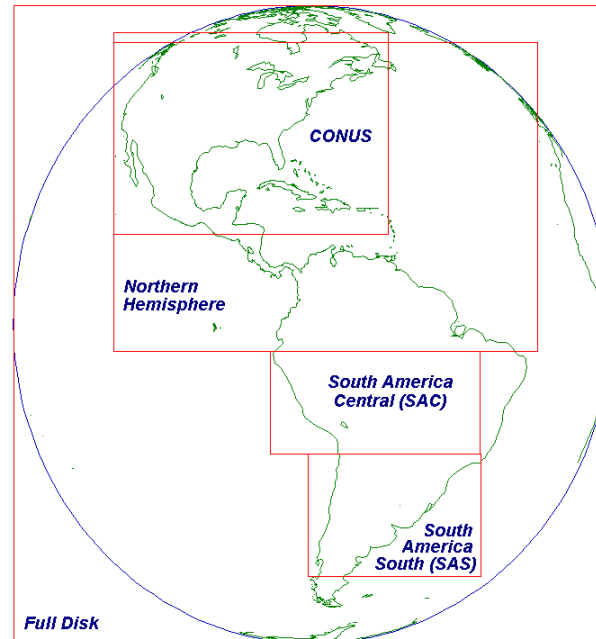 CONUS
Northern
Hemisphere
South America
Central (SAC)
South
America
South (SAS)
Full Disk